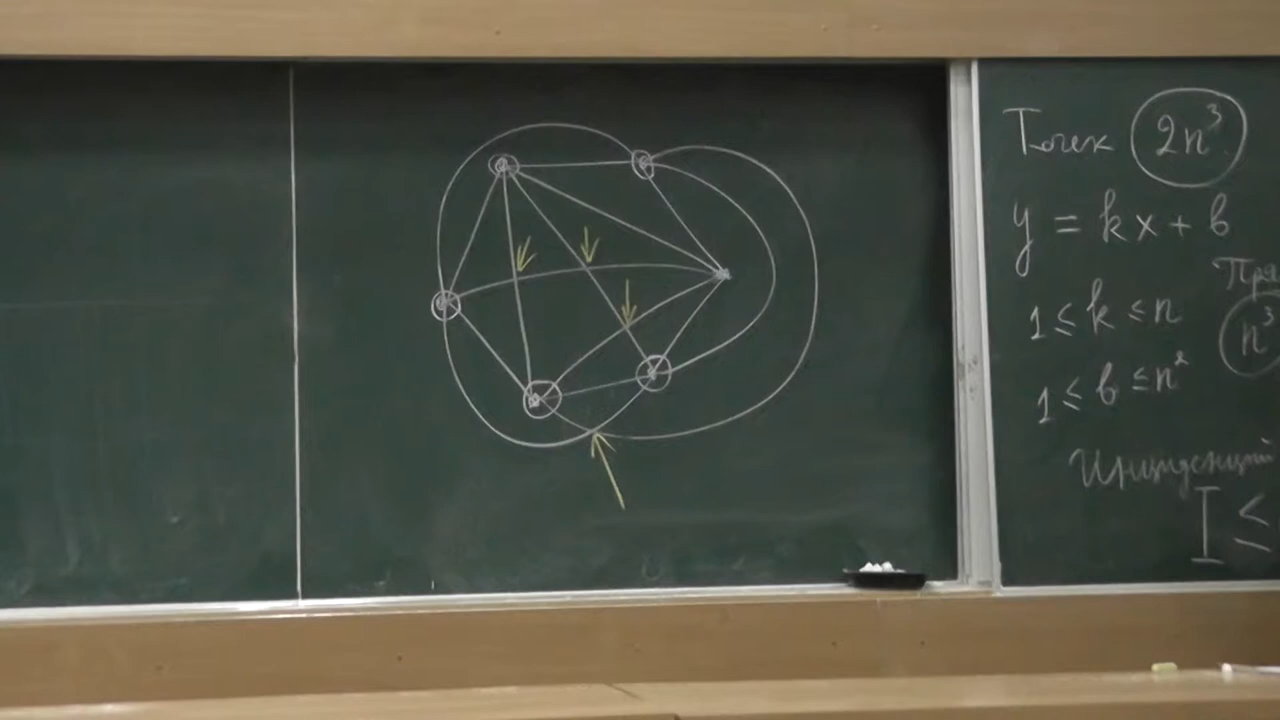 Точек 2n³
y = kx + b
1 ≤ k ≤ n
n³
1 ≤ b ≤ n²
Инциденций
I ≤